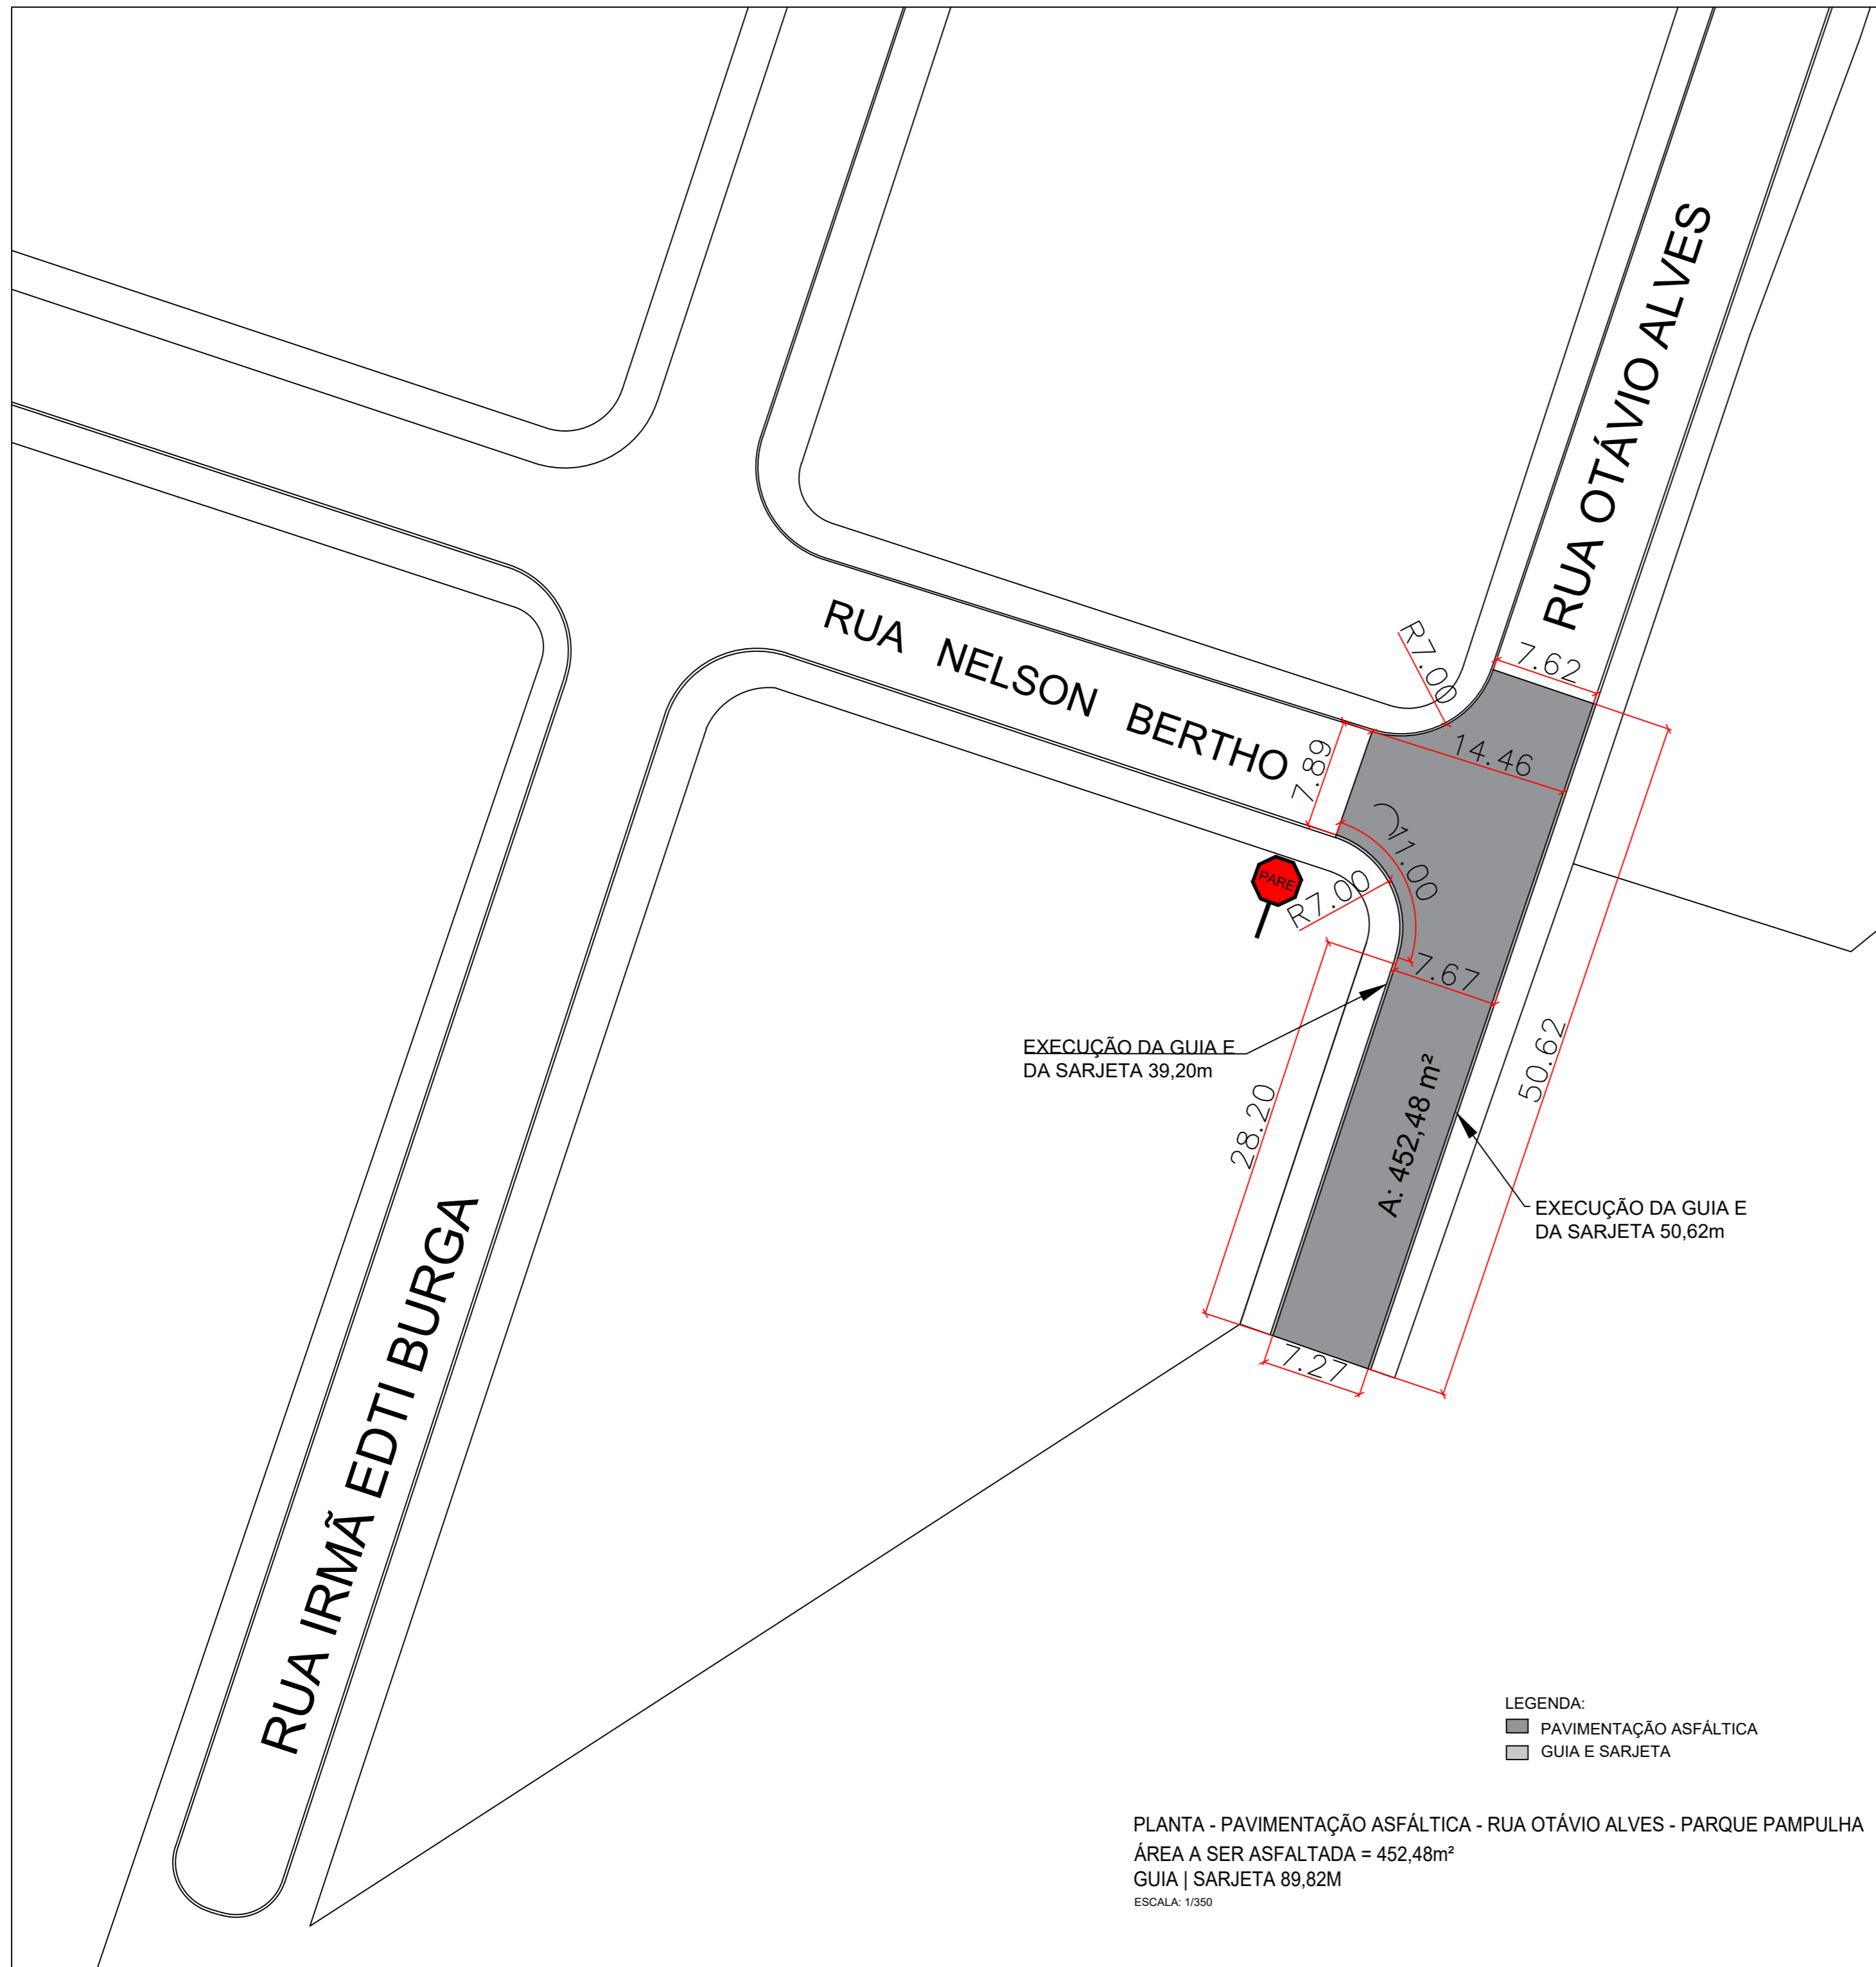 RUA OTÁVIO ALVES
RUA NELSON BERTHO
R7.00
7.62
7.89
14.46
11.00
PARE
R7.00
7.67
EXECUÇÃO DA GUIA E
DA SARJETA 39,20m
28.20
A: 452,48 m²
50.62
EXECUÇÃO DA GUIA E
DA SARJETA 50,62m
7.27
RUA IRMÃ EDTI BURGA
LEGENDA:
PAVIMENTAÇÃO ASFÁLTICA
GUIA E SARJETA
PLANTA - PAVIMENTAÇÃO ASFÁLTICA - RUA OTÁVIO ALVES - PARQUE PAMPULHA
ÁREA A SER ASFALTADA = 452,48m²
GUIA | SARJETA 89,82M
ESCALA: 1/350